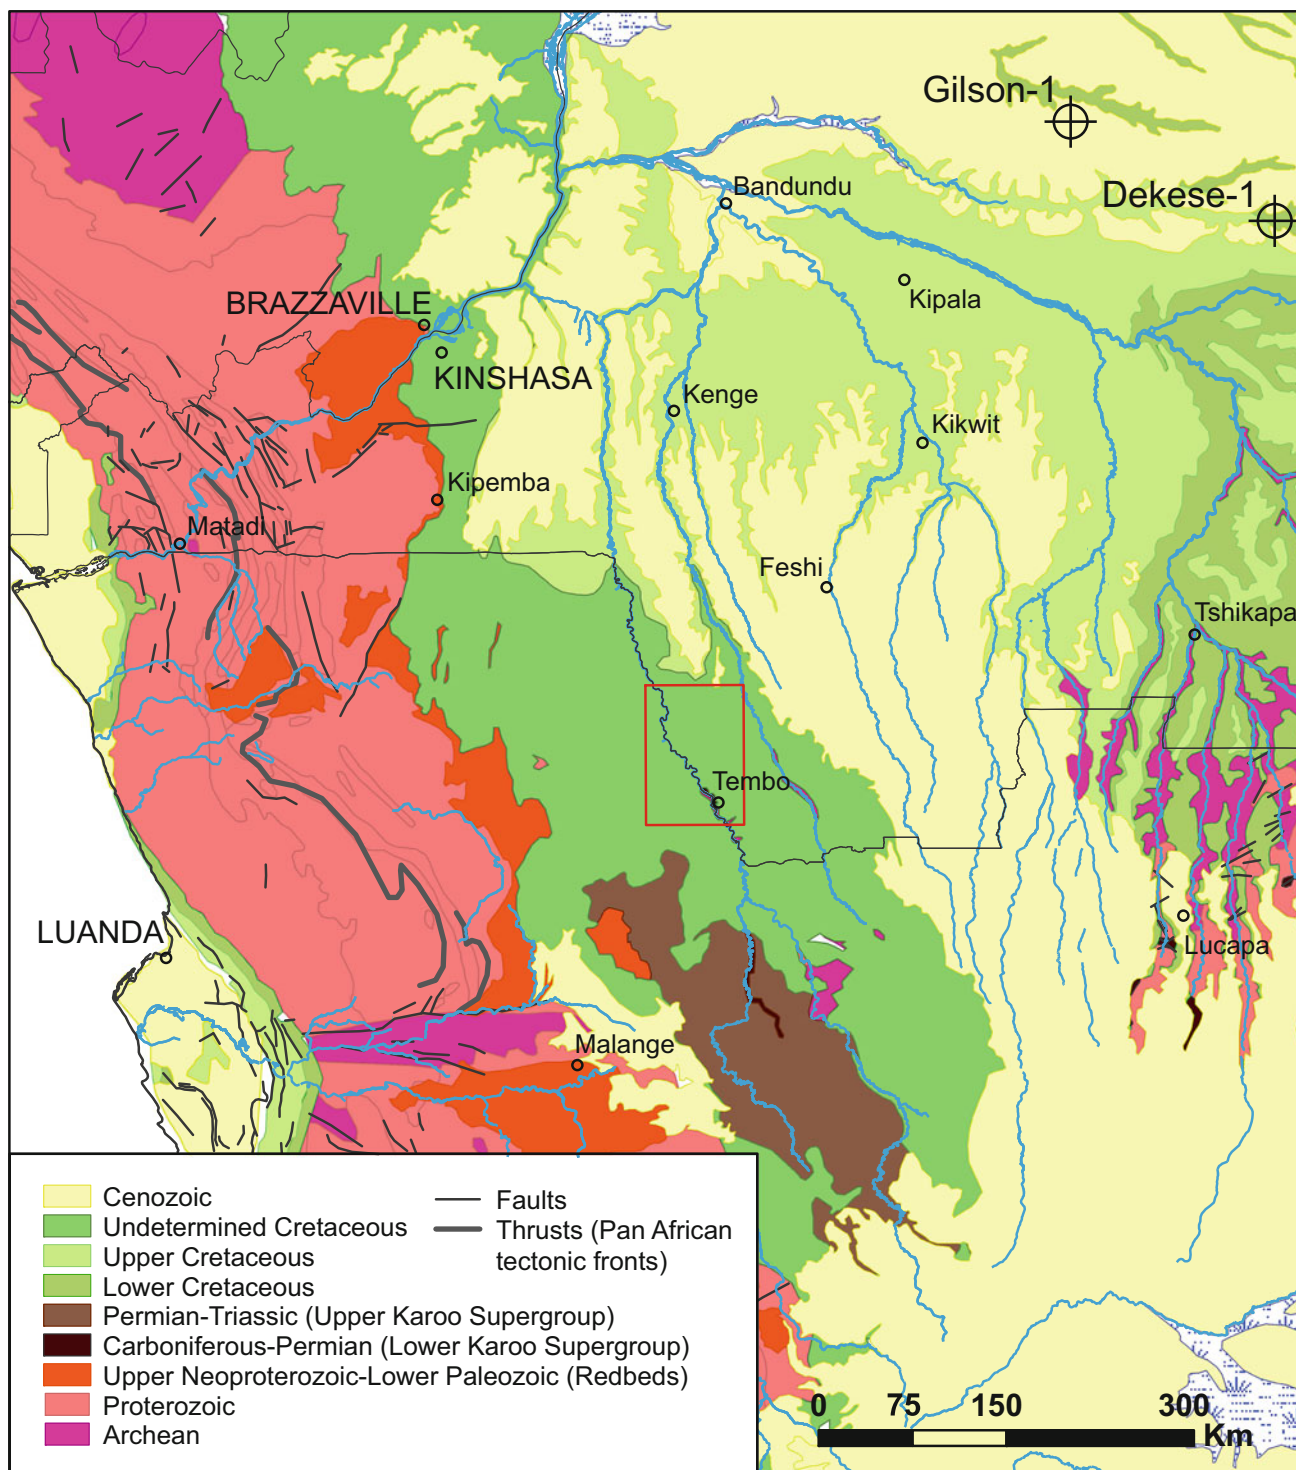 Gilson-1
Dekese-1
Bandundu
Kipala
BRAZZAVILLE
KINSHASA
Kenge
Kikwit
Kipemba
Matadi
Feshi
Tshikapa
Tembo
LUANDA
Lucapa
Malange
Cenozoic
Undetermined Cretaceous
Upper Cretaceous
Lower Cretaceous
Permian-Triassic (Upper Karoo Supergroup)
Carboniferous-Permian (Lower Karoo Supergroup)
Upper Neoproterozoic-Lower Paleozoic (Redbeds)
Proterozoic
Archean
Faults
Thrusts (Pan African
tectonic fronts)
0 75 150 300
Km